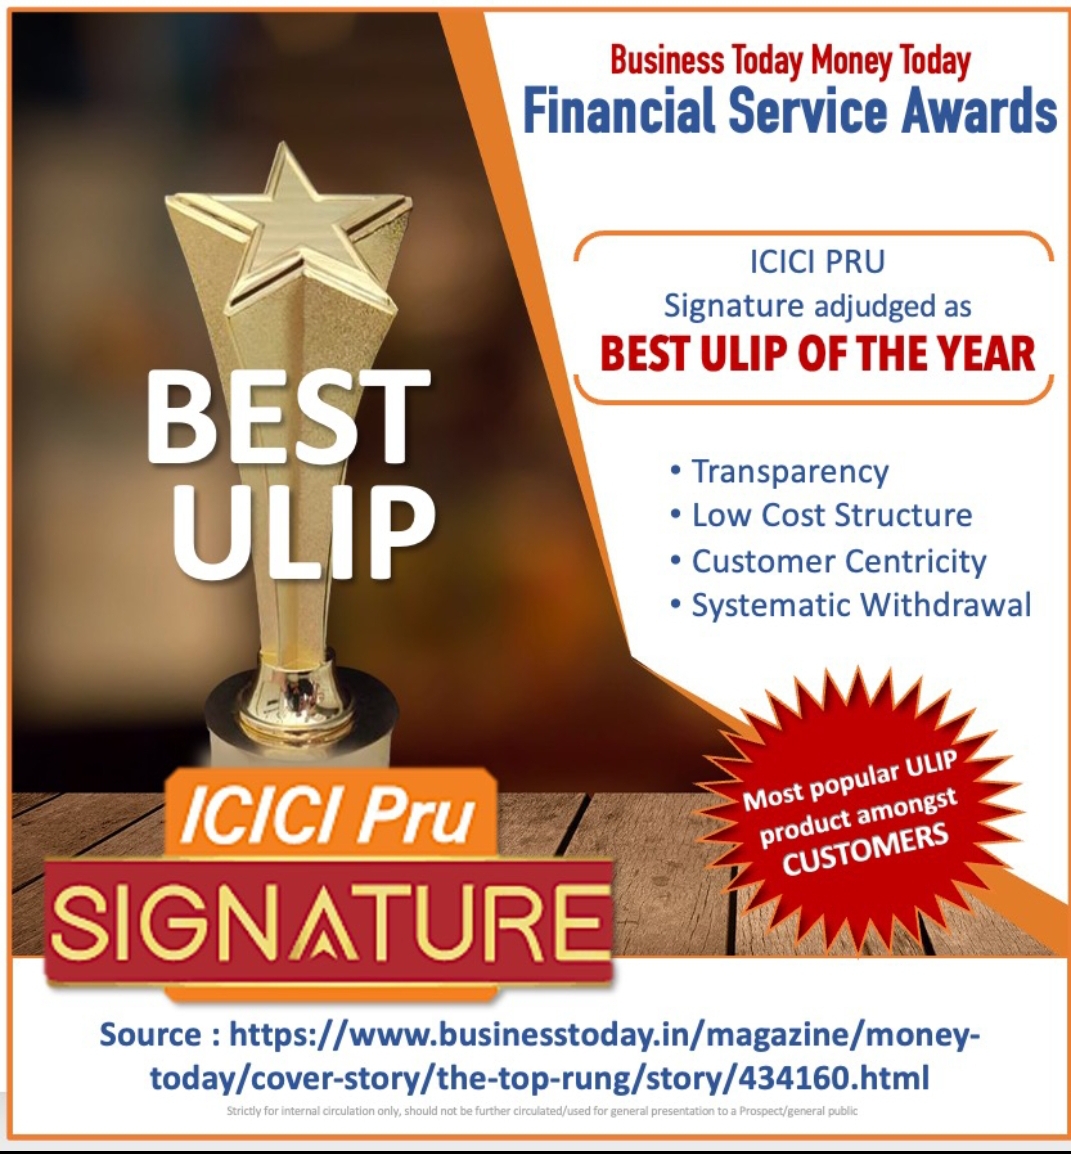 Business Today Money Today
Financial Service Awards
ICICI PRU
Signature adjudged as
BEST ULIP OF THE YEAR
BEST
ULIP
• Transparency
• Low Cost Structure
• Customer Centricity
• Systematic Withdrawal
Most popular ULIP
product amongst
CUSTOMERS
ICICI Pru
SIGNATURE
Source : https://www.businesstoday.in/magazine/money-
today/cover-story/the-top-rung/story/434160.html
Strictly for internal circulation only, should not be further circulated/used for general presentation to a Prospect/general public